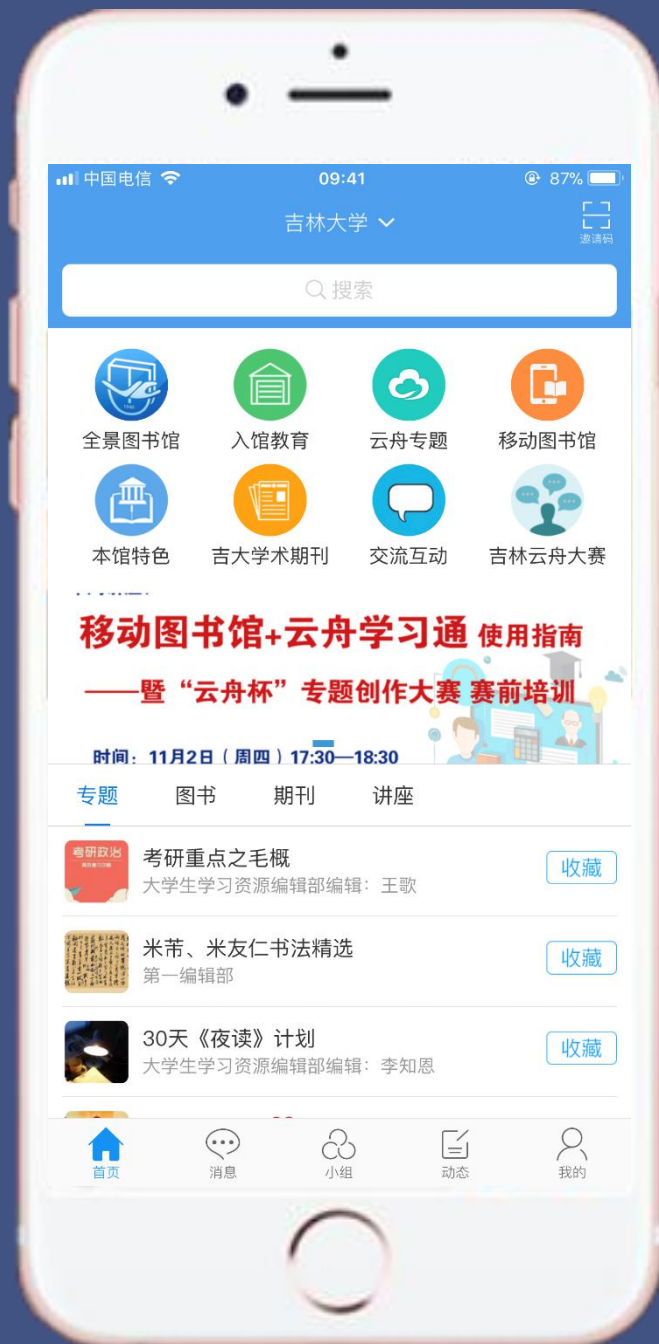 中国电信 09:41 87%
吉林大学
邀请码
搜索
全景图书馆 入馆教育 云舟专题 移动图书馆
本馆特色 吉大学术期刊 交流互动 吉林云舟大赛
移动图书馆+云舟学习通 使用指南
——暨“云舟杯”专题创作大赛 赛前培训
时间：11月2日（周四）17:30—18:30
专题 图书 期刊 讲座
考研政治
考研重点之毛概
大学生学习资源编辑部编辑：王歌
收藏
米芾、米友仁书法精选
第一编辑部
收藏
30天《夜读》计划
大学生学习资源编辑部编辑：李知恩
收藏
首页 消息 小组 动态 我的